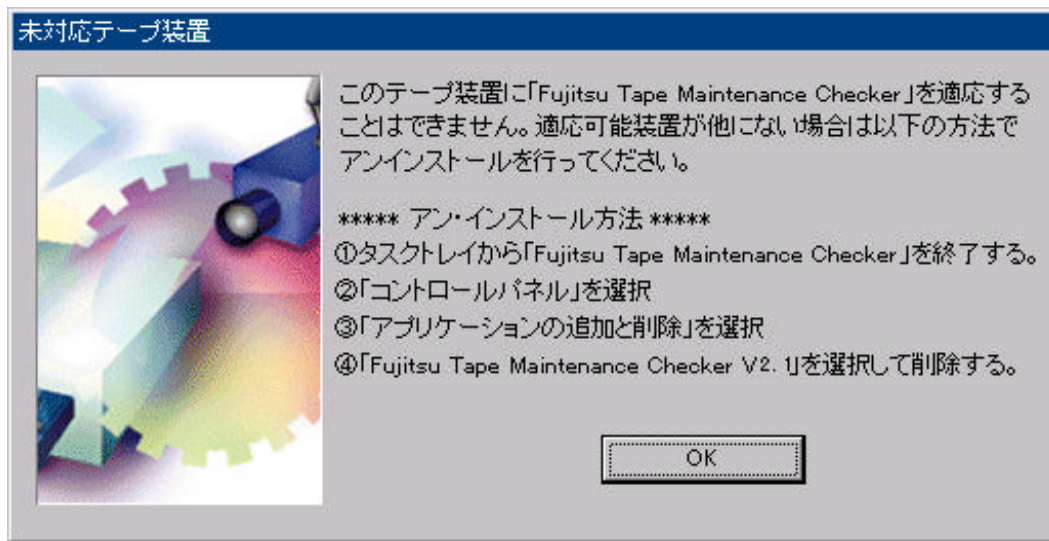 未対応テープ装置
このテープ装置に「Fujitsu Tape Maintenance Checker」を適応する
ことはできません。適応可能装置が他にない場合は以下の方法で
アンインストールを行ってください。
***** アン・インストール方法 *****
①タスクトレイから「Fujitsu Tape Maintenance Checker」を終了する。
②「コントロールパネル」を選択
③「アプリケーションの追加と削除」を選択
④「Fujitsu Tape Maintenance Checker V2.1」を選択して削除する。
OK